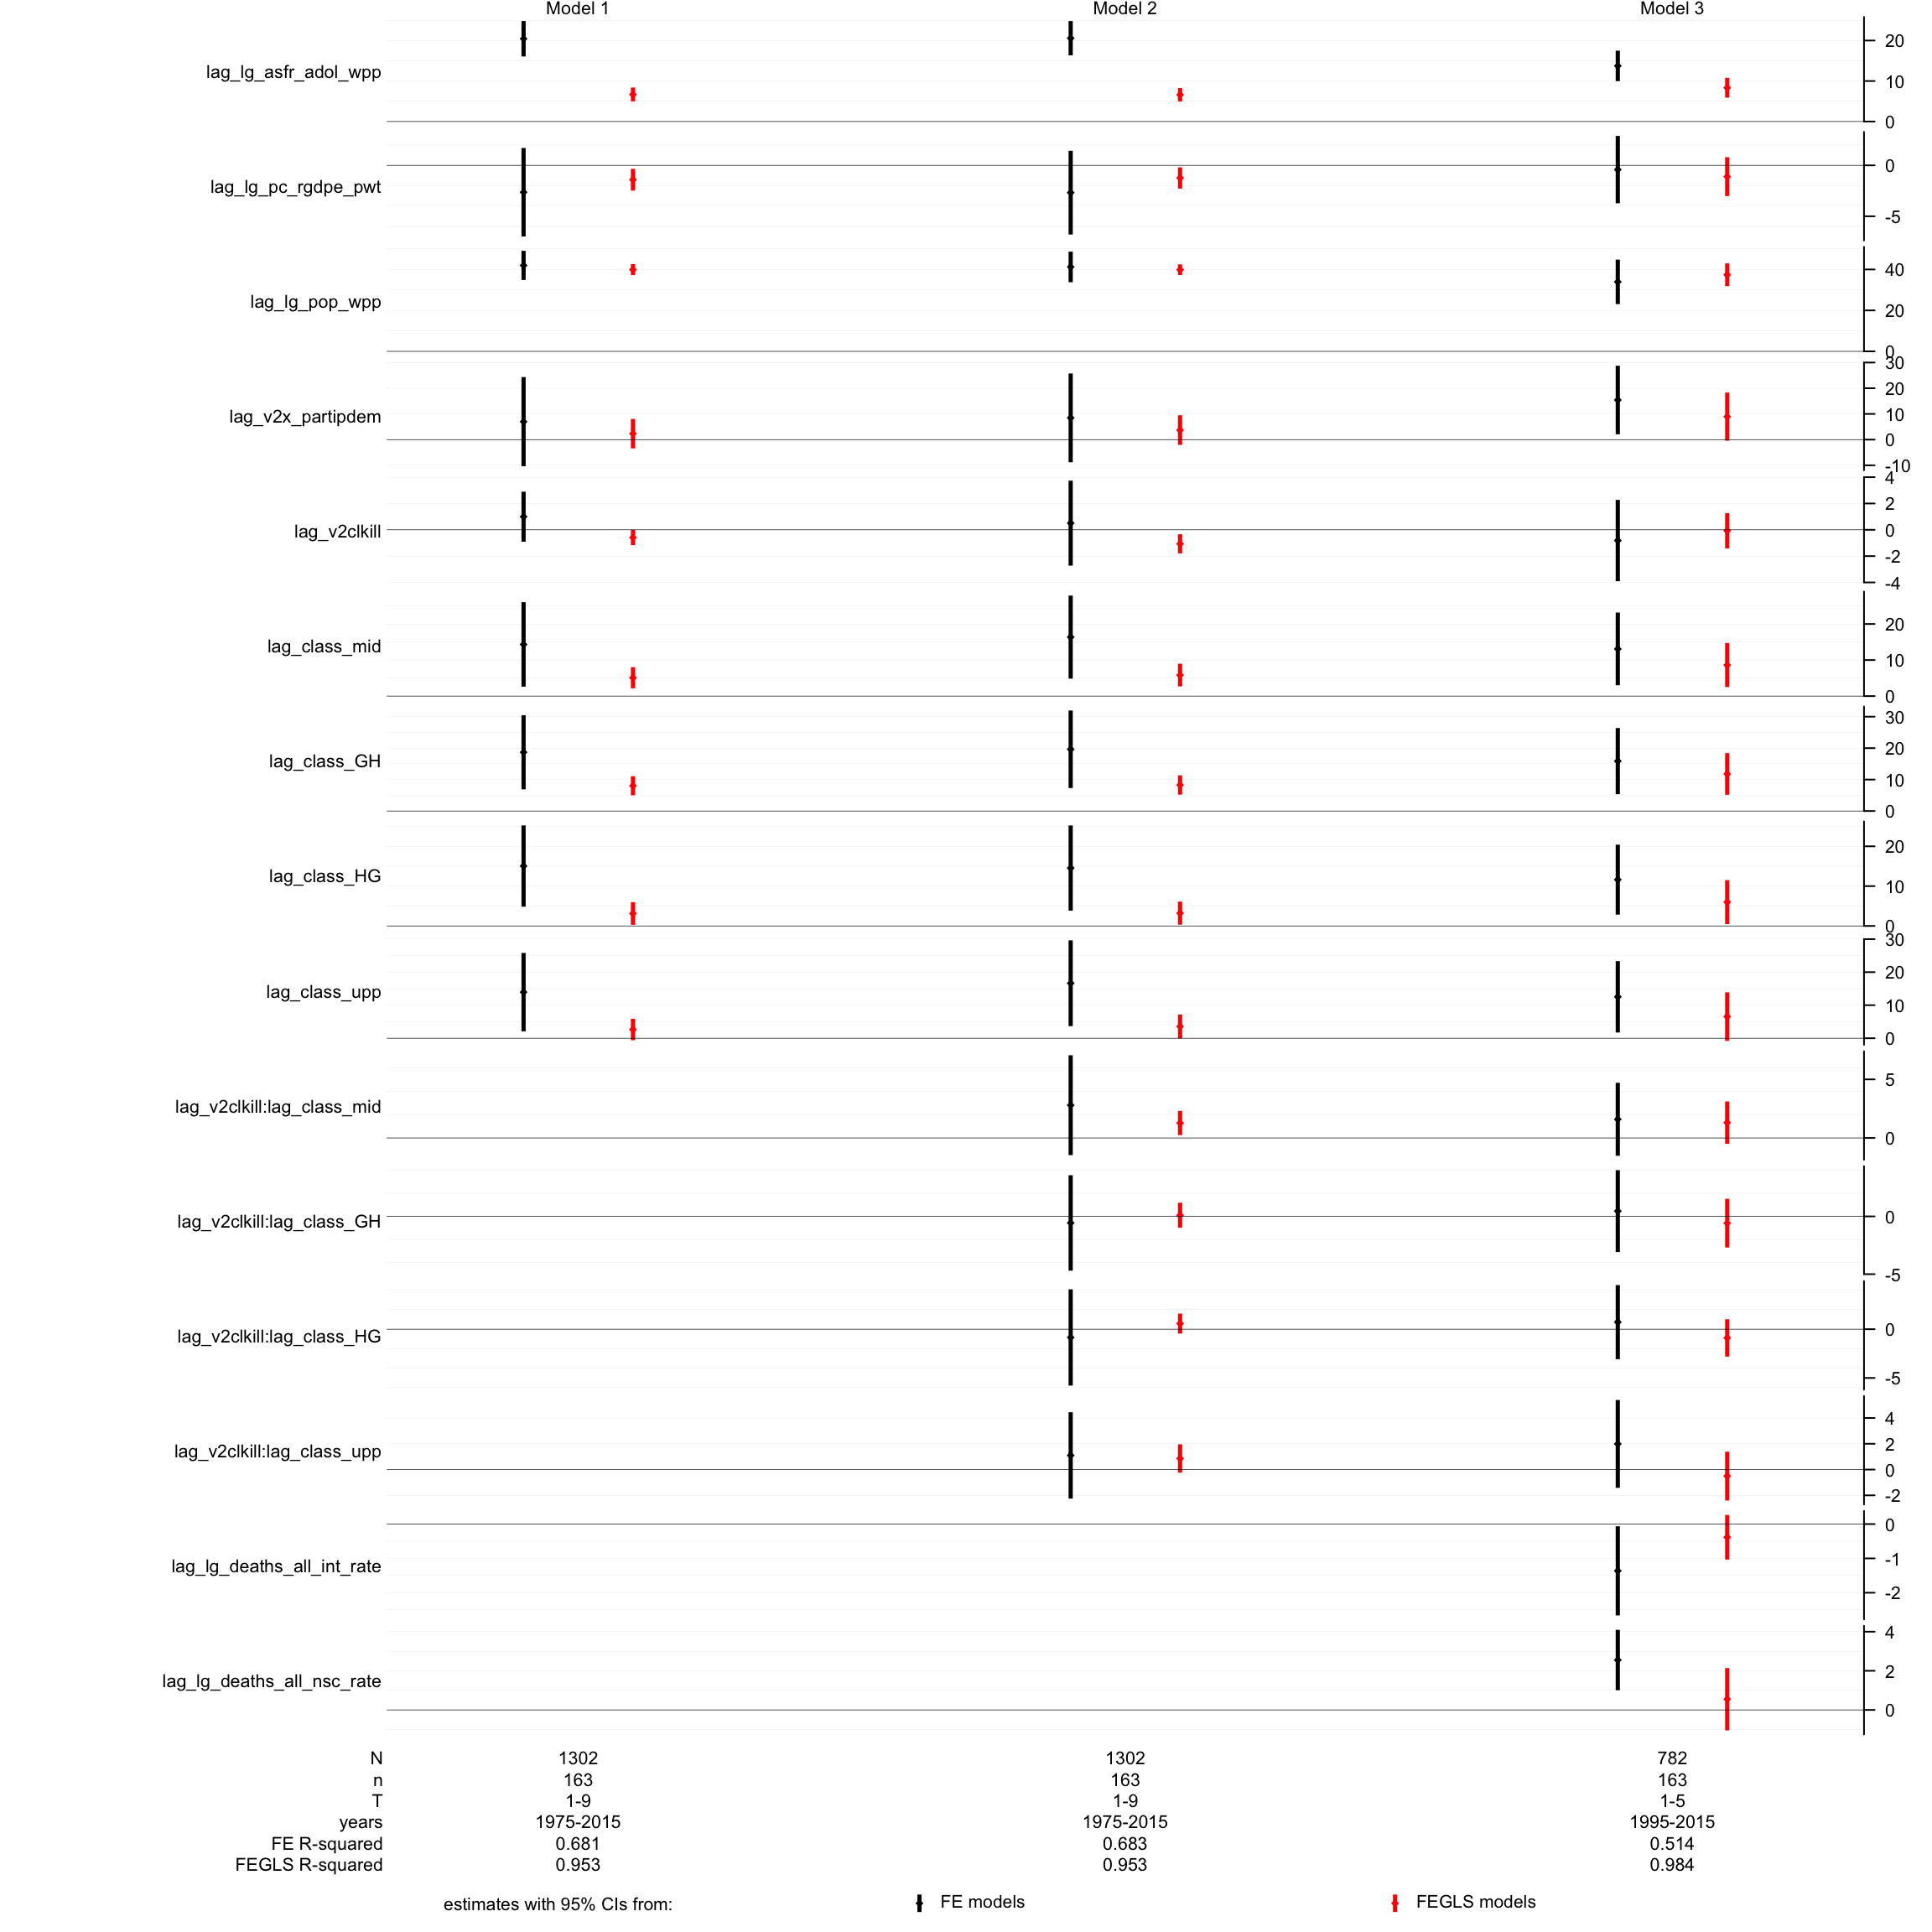 Model 1 Model 2 Model 3
lag_lg_asfr_adol_wpp 20 10 0
lag_lg_pc_rgdpe_pwt 0 -5
lag_lg_pop_wpp 40 20 0
lag_v2x_partipdem 30 20 10 0 -10
lag_v2clkill 4 2 0 -2 -4
lag_class_mid 20 10 0
lag_class_GH 30 20 10 0
lag_class_HG 20 10 0
lag_class_upp 30 20 10 0
lag_v2clkill:lag_class_mid 5 0
lag_v2clkill:lag_class_GH 0 -5
lag_v2clkill:lag_class_HG 0 -5
lag_v2clkill:lag_class_upp 4 2 0 -2
lag_lg_deaths_all_int_rate 0 -1 -2
lag_lg_deaths_all_nsc_rate 4 2 0
N 1302 1302 782
n 163 163 163
T 1-9 1-9 1-5
years 1975-2015 1975-2015 1995-2015
FE R-squared 0.681 0.683 0.514
FEGLS R-squared 0.953 0.953 0.984
estimates with 95% CIs from: FE models FEGLS models